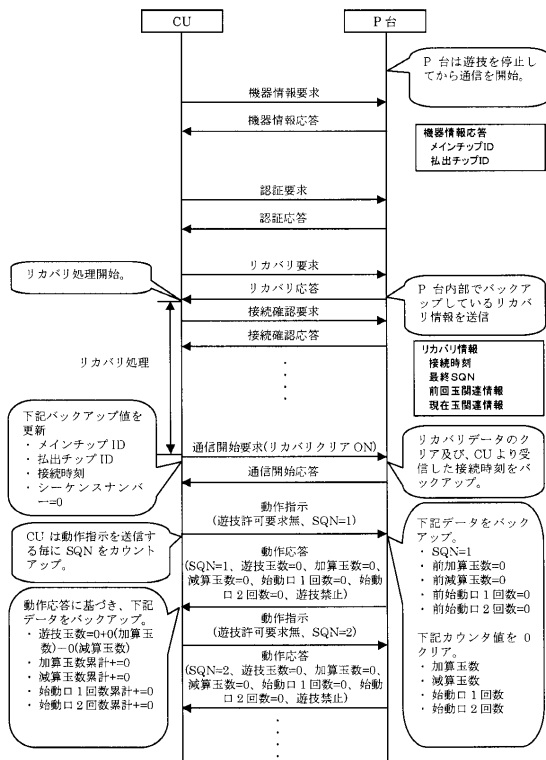 CU
P 台
P 台は遊技を停止し
てから通信を開始。
機器情報要求
機器情報応答
機器情報応答
メインチップID
払出チップID
認証要求
認証応答
リカバリ処理開始。
リカバリ要求
リカバリ応答
P 台内部でバックア
ップしているリカバ
リ情報を送信
接続確認要求
接続確認応答
リカバリ処理
リカバリ情報
接続時刻
最終SQN
前回玉関連情報
現在玉関連情報
下記バックアップ値を
更新
・ メインチップ ID
・ 払出チップ ID
・ 接続時刻
・ シーケンスナンバ
ー=0
通信開始要求(リカバリクリア ON)
通信開始応答
リカバリデータのク
リア及び、CU より受
信した接続時刻をバ
ックアップ。
動作指示
(遊技許可要求無、SQN=1)
CU は動作指示を送信す
る毎に SQN をカウント
アップ。
動作応答
(SQN=1、遊技玉数=0、加算玉数=0、
減算玉数=0、始動口 1 回数=0、始動
口 2 回数=0、遊技禁止)
下記データをバック
アップ。
・ SQN=1
・ 前加算玉数=0
・ 前減算玉数=0
・ 前始動口 1 回数=0
・ 前始動口 2 回数=0
下記カウンタ値を 0
クリア。
・ 加算玉数
・ 減算玉数
・ 始動口 1 回数
・ 始動口 2 回数
動作応答に基づき、下記
データをバックアップ。
・ 遊技玉数=0+0(加算玉
数)−0(減算玉数)
・ 加算玉数累計+=0
・ 減算玉数累計+=0
・ 始動口 1 回数累計+=0
・ 始動口 2 回数累計+=0
動作指示
(遊技許可要求無、SQN=2)
動作応答
(SQN=2、遊技玉数=0、加算玉数=0、
減算玉数=0、始動口 1 回数=0、始動
口 2 回数=0、遊技禁止)